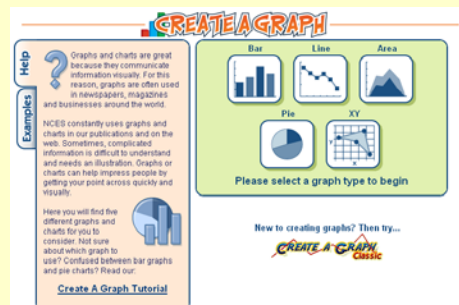 CREATE A GRAPH
Help
Examples
Graphs and charts are great
because they communicate
information visually. For this
reason, graphs are often used
in newspapers, magazines
and businesses around the world.
NCES constantly uses graphs and
charts in our publications and on the
web. Sometimes, complicated
information is difficult to understand
and needs an illustration. Graphs or
charts can help impress people by
getting your point across quickly and
visually.
Here you will find five
different graphs and
charts for you to
consider. Not sure
about which graph to
use? Confused between bar graphs
and pie charts? Read our:
Create A Graph Tutorial
Bar Line Area
Pie XY
Y
X
Please select a graph type to begin
New to creating graphs? Then try...
CREATE A GRAPH
Classic